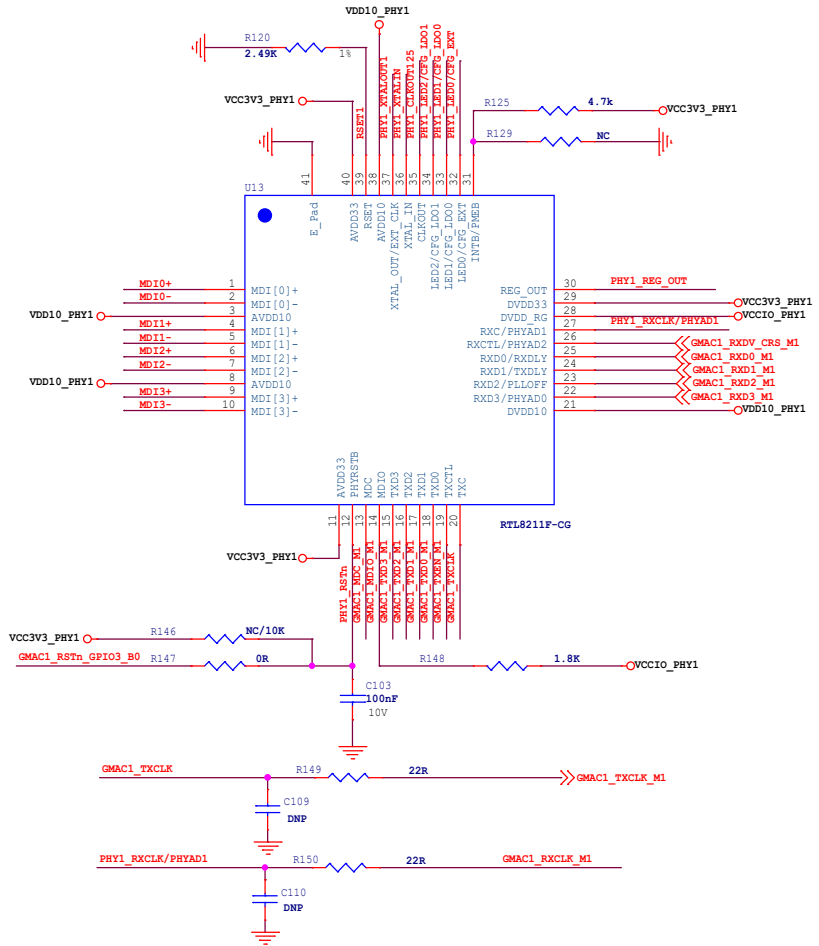 VDD10_PHY1
R120
2.49K
1%
VCC3V3_PHY1
RSET1
PHY1_XTALOUT1
PHY1_XTALIN
PHY1_CLKOUT125
PHY1_LED2/CFG_LDO1
PHY1_LED1/CFG_LDO0
PHY1_LED0/CFG_EXT
R125
4.7k
VCC3V3_PHY1
R129
NC
41
40
39
38
37
36
35
34
33
32
31
U13
E_Pad
AVDD33
RSET
AVDD10
XTAL_OUT/EXT_CLK
XTAL_IN
CLKOUT
LED2/CFG_LDO1
LED1/CFG_LDO0
LED0/CFG_EXT
INTB/PMEB
MDI0+ 1 MDI[0]+
MDI0- 2 MDI[0]-
VDD10_PHY1 3 AVDD10
MDI1+ 4 MDI[1]+
MDI1- 5 MDI[1]-
MDI2+ 6 MDI[2]+
MDI2- 7 MDI[2]-
VDD10_PHY1 8 AVDD10
MDI3+ 9 MDI[3]+
MDI3- 10 MDI[3]-
REG_OUT 30 PHY1_REG_OUT
DVDD33 29 VCC3V3_PHY1
DVDD_RG 28 VCCIO_PHY1
RXC/PHYAD1 27 PHY1_RXCLK/PHYAD1
RXCTL/PHYAD2 26 GMAC1_RXDV_CRS_M1
RXD0/RXDLY 25 GMAC1_RXD0_M1
RXD1/TXDLY 24 GMAC1_RXD1_M1
RXD2/PLLOFF 23 GMAC1_RXD2_M1
RXD3/PHYAD0 22 GMAC1_RXD3_M1
DVDD10 21 VDD10_PHY1
AVDD33
PHYRSTB
MDC
MDIO
TXD3
TXD2
TXD1
TXD0
TXCTL
TXC
11
12
13
14
15
16
17
18
19
20
RTL8211F-CG
VCC3V3_PHY1
PHY1_RSTn
GMAC1_MDC_M1
GMAC1_MDIO_M1
GMAC1_TXD3_M1
GMAC1_TXD2_M1
GMAC1_TXD1_M1
GMAC1_TXD0_M1
GMAC1_TXEN_M1
GMAC1_TXCLK
VCC3V3_PHY1
R146
NC/10K
GMAC1_RSTn_GPIO3_B0
R147
0R
R148
1.8K
VCCIO_PHY1
C103
100nF
10V
GMAC1_TXCLK
R149
22R
GMAC1_TXCLK_M1
C109
DNP
PHY1_RXCLK/PHYAD1
R150
22R
GMAC1_RXCLK_M1
C110
DNP